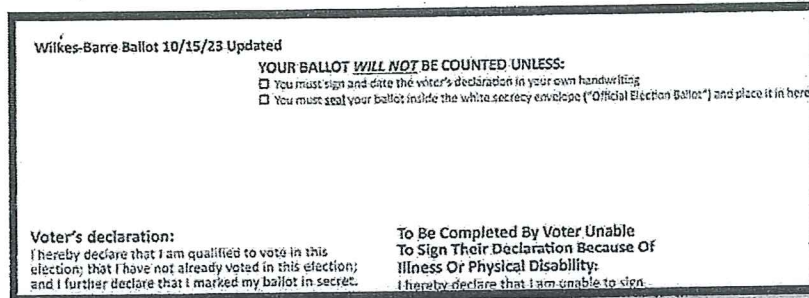 Wilkes-Barre Ballot 10/15/23 Updated
YOUR BALLOT WILL NOT BE COUNTED UNLESS:
☐ You must sign and date the voter's declaration in your own handwriting
☐ You must seal your ballot inside the white secrecy envelope ("Official Election Ballot") and place it in here
Voter's declaration:
I hereby declare that I am qualified to vote in this
election; that I have not already voted in this election;
and I further declare that I marked my ballot in secret.
To Be Completed By Voter Unable
To Sign Their Declaration Because Of
Illness Or Physical Disability:
I hereby declare that I am unable to sign